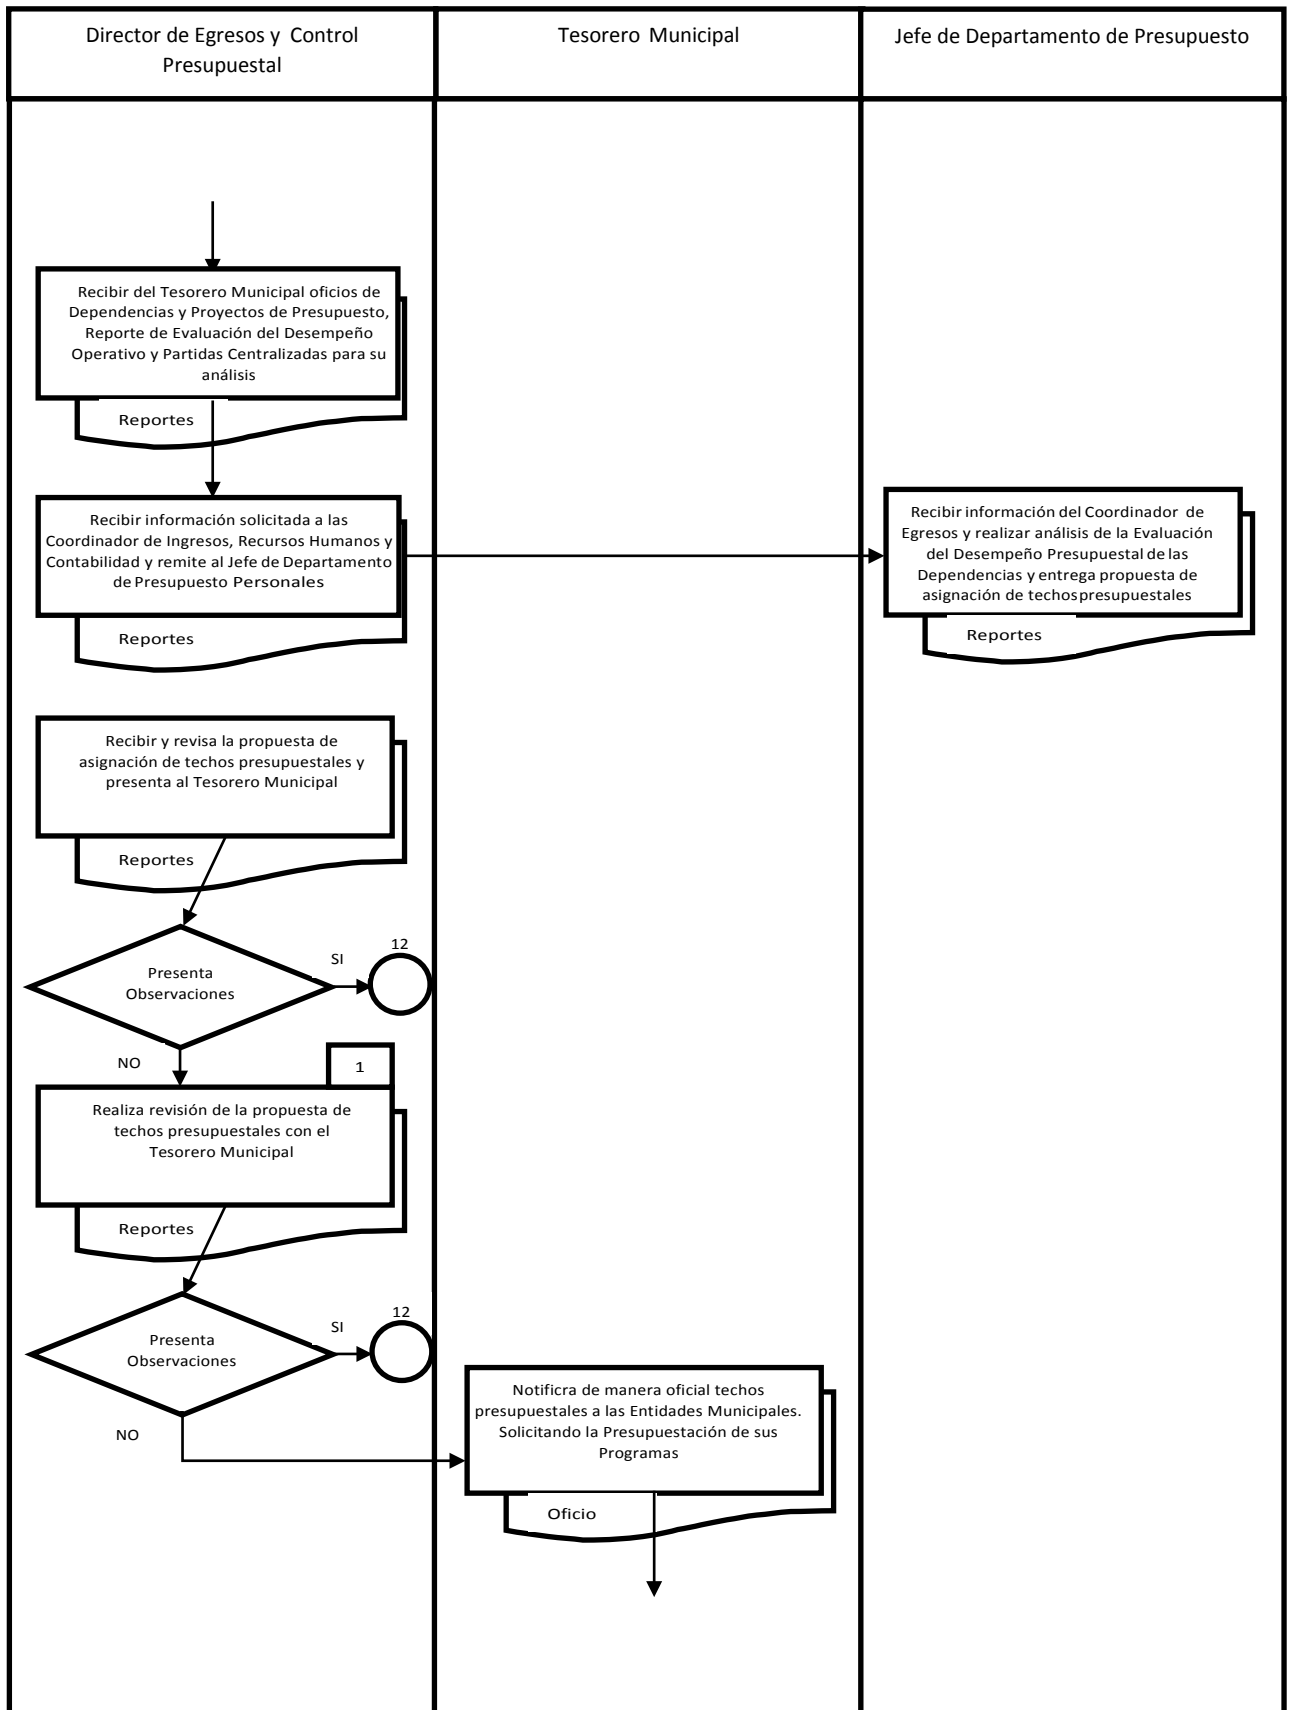 Director de Egresos y Control
Presupuestal
Tesorero Municipal
Jefe de Departamento de Presupuesto
Recibir del Tesorero Municipal oficios de
Dependencias y Proyectos de Presupuesto,
Reporte de Evaluación del Desempeño
Operativo y Partidas Centralizadas para su
análisis
Reportes
Recibir información solicitada a las
Coordinador de Ingresos, Recursos Humanos y
Contabilidad y remite al Jefe de Departamento
de Presupuesto Personales
Reportes
Recibir información del Coordinador de
Egresos y realizar análisis de la Evaluación
del Desempeño Presupuestal de las
Dependencias y entrega propuesta de
asignación de techos presupuestales
Reportes
Recibir y revisa la propuesta de
asignación de techos presupuestales y
presenta al Tesorero Municipal
Reportes
Presenta
Observaciones
SI
12
NO
1
Realiza revisión de la propuesta de
techos presupuestales con el
Tesorero Municipal
Reportes
Presenta
Observaciones
SI
12
NO
Notificra de manera oficial techos
presupuestales a las Entidades Municipales.
Solicitando la Presupuestación de sus
Programas
Oficio